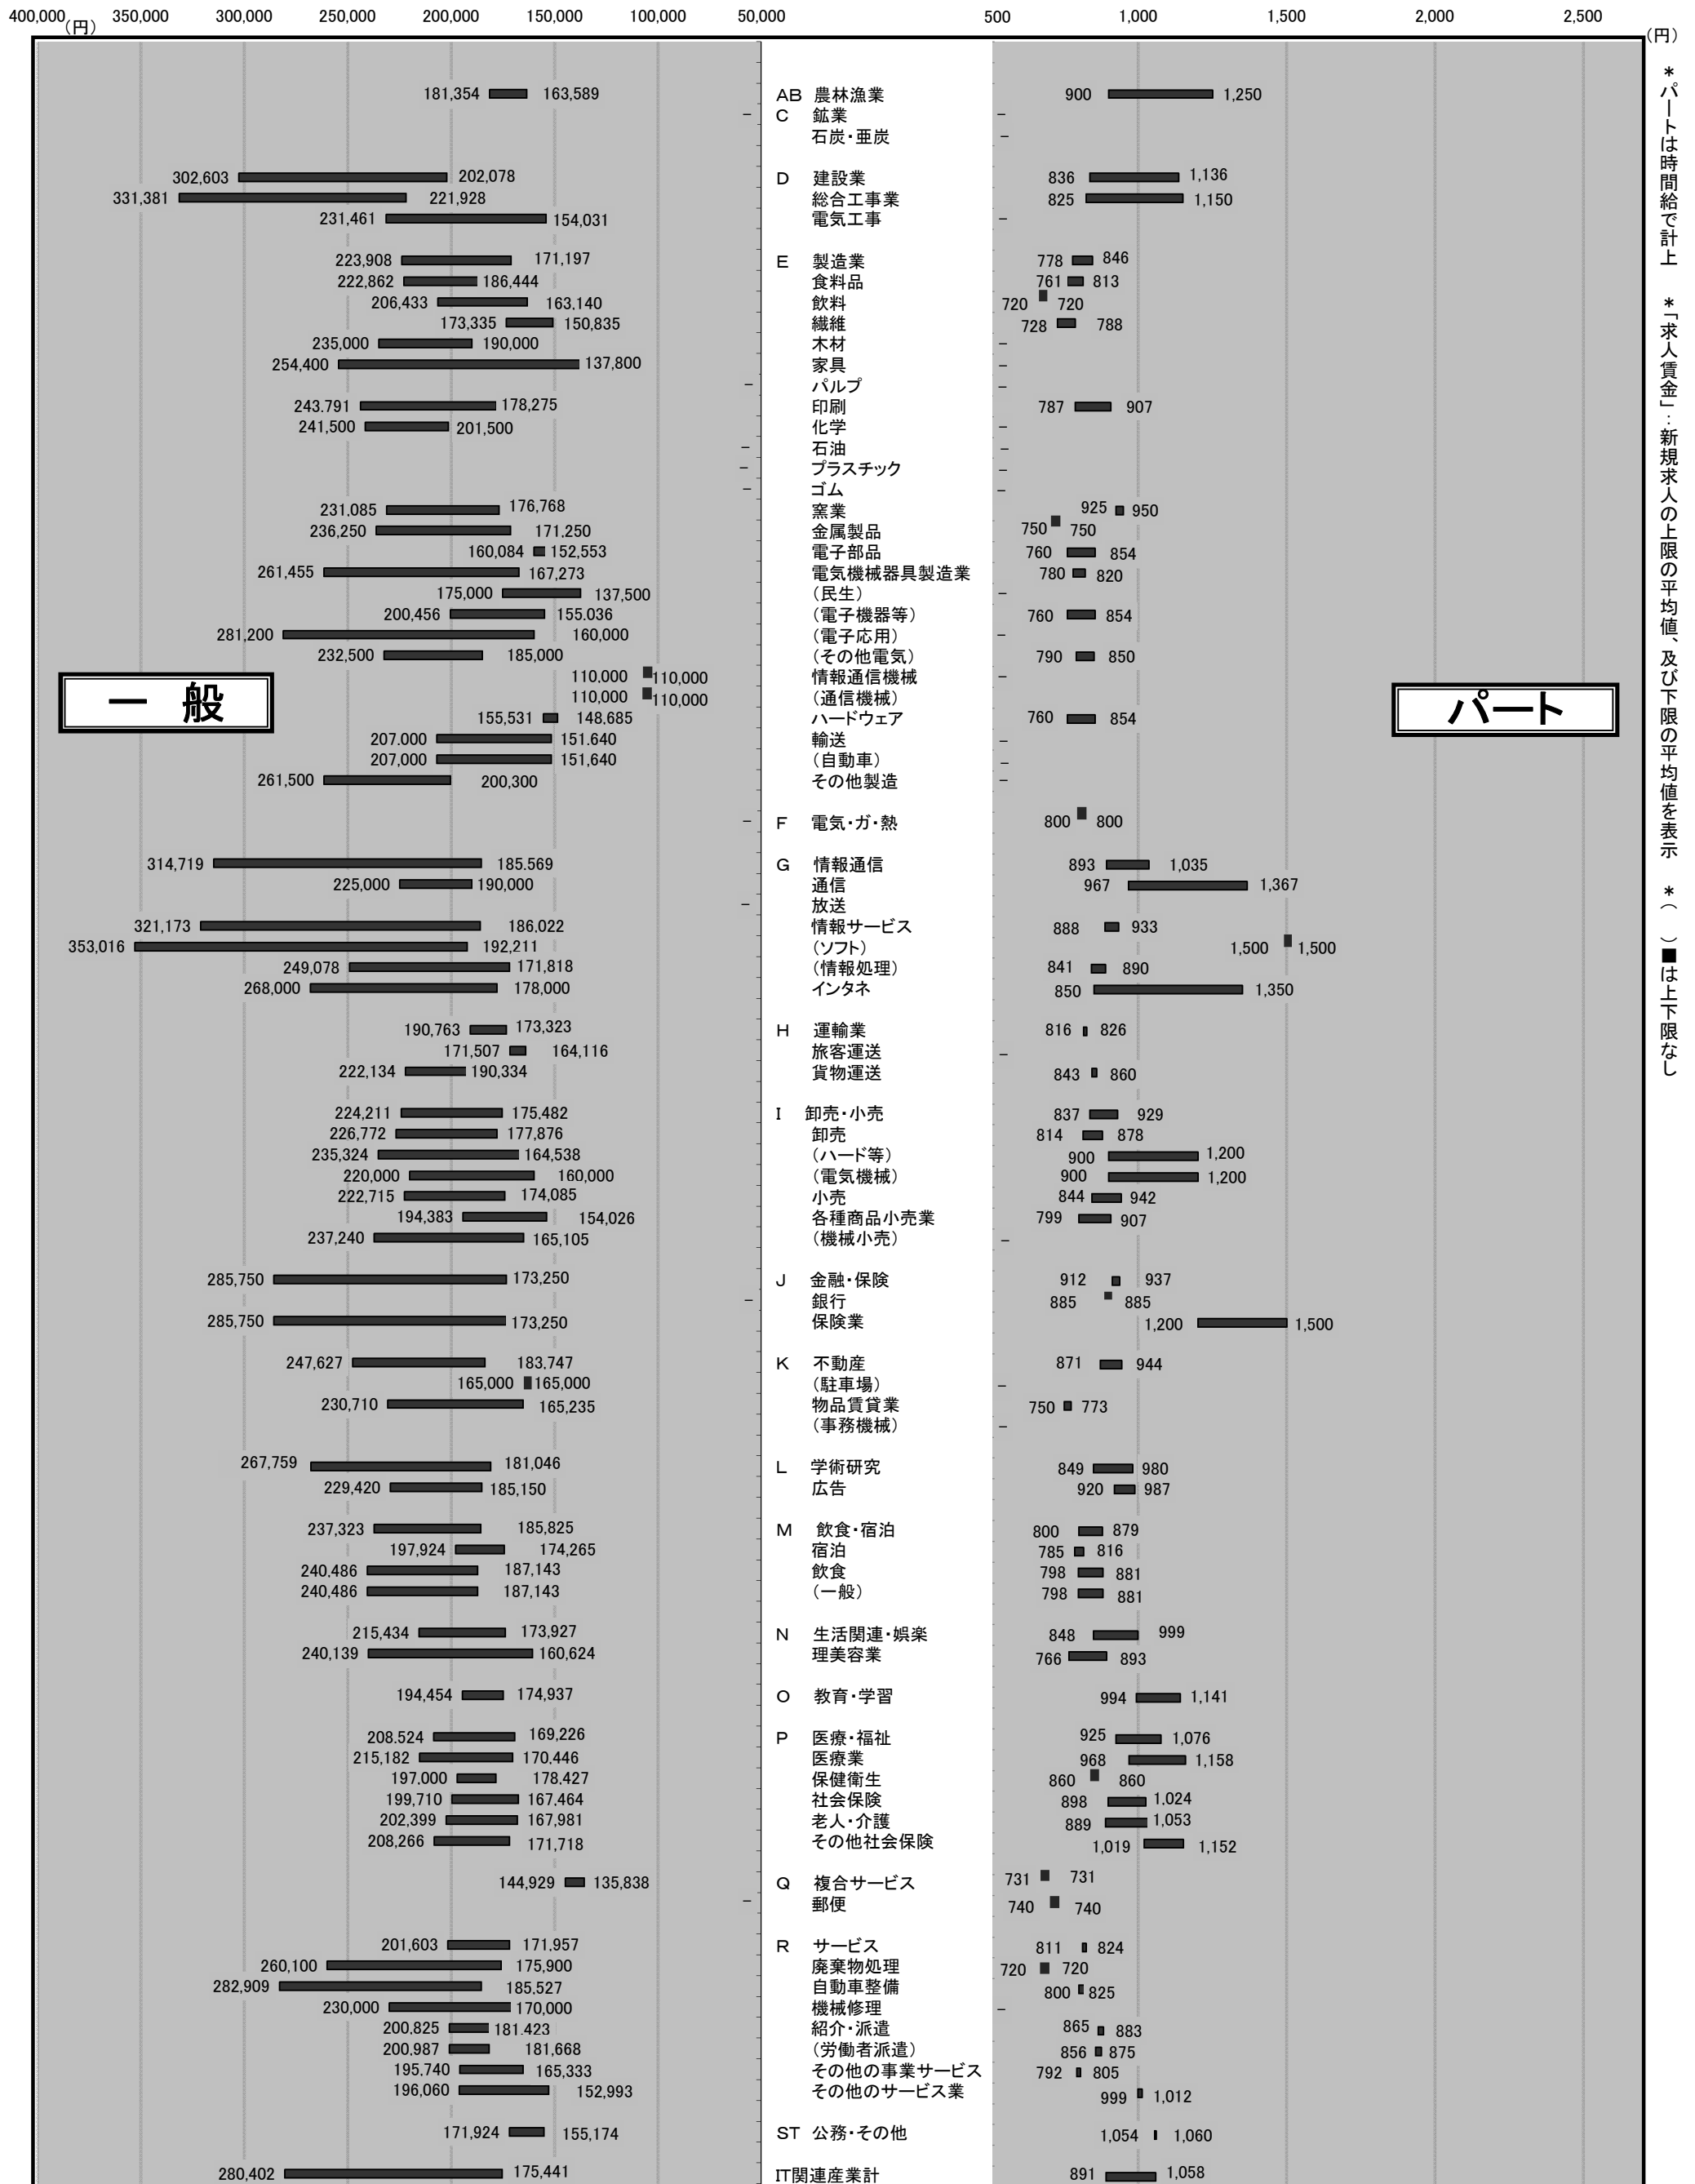 400,000 350,000 300,000 250,000 200,000 150,000 100,000 50,000 500 1,000 1,500 2,000 2,500
(円) (円)
181,354 163,589 AB 農林漁業 900 1,250
－ C 鉱業 －
石炭・亜炭 －
302,603 202,078 D 建設業 836 1,136
331,381 221,928 総合工事業 825 1,150
231,461 154,031 電気工事 －
223,908 171,197 E 製造業 778 846
222,862 186,444 食料品 761 813
206,433 163,140 飲料 720 720
173,335 150,835 繊維 728 788
235,000 190,000 木材 －
254,400 137,800 家具 －
－ パルプ －
243.791 178,275 印刷 787 907
241,500 201,500 化学 －
－ 石油 －
－ プラスチック －
－ ゴム －
231,085 176,768 窯業 925 950
236,250 171,250 金属製品 750 750
160,084 152,553 電子部品 760 854
261,455 167,273 電気機械器具製造業 780 820
175,000 137,500 （民生） －
200,456 155.036 （電子機器等） 760 854
281,200 160,000 （電子応用） －
232,500 185,000 （その他電気） 790 850
110,000 110,000 情報通信機械 －
110,000 110,000 （通信機械）
155,531 148,685 ハードウェア 760 854
207.000 151.640 輸送 －
207,000 151,640 （自動車） －
261,500 200,300 その他製造 －
－ F 電気・ガ・熱 800 800
314,719 185.569 G 情報通信 893 1,035
225,000 190,000 通信 967 1,367
－ 放送
321,173 186,022 情報サービス 888 933
353,016 192,211 （ソフト） 1,500 1,500
249,078 171,818 （情報処理） 841 890
268,000 178,000 インタネ 850 1,350
190,763 173,323 H 運輸業 816 826
171,507 164,116 旅客運送 －
222,134 190,334 貨物運送 843 860
224,211 175,482 I 卸売・小売 837 929
226,772 177,876 卸売 814 878
235,324 164,538 （ハード等） 900 1,200
220,000 160,000 （電気機械） 900 1,200
222,715 174,085 小売 844 942
194,383 154,026 各種商品小売業 799 907
237,240 165,105 （機械小売） －
285,750 173,250 J 金融・保険 912 937
－ 銀行 885 885
285,750 173,250 保険業 1,200 1,500
247,627 183,747 K 不動産 871 944
165,000 165,000 （駐車場） －
230,710 165,235 物品賃貸業 750 773
（事務機械） －
267,759 181,046 L 学術研究 849 980
229,420 185,150 広告 920 987
237,323 185,825 M 飲食・宿泊 800 879
197,924 174,265 宿泊 785 816
240,486 187,143 飲食 798 881
240,486 187,143 （一般） 798 881
215,434 173,927 N 生活関連・娯楽 848 999
240,139 160,624 理美容業 766 893
194,454 174,937 O 教育・学習 994 1,141
208.524 169,226 P 医療・福祉 925 1,076
215,182 170,446 医療業 968 1,158
197,000 178,427 保健衛生 860 860
199,710 167,464 社会保険 898 1,024
202,399 167,981 老人・介護 889 1,053
208,266 171,718 その他社会保険 1,019 1,152
144,929 135,838 Q 複合サービス 731 731
－ 郵便 740 740
201,603 171,957 R サービス 811 824
260,100 175,900 廃棄物処理 720 720
282,909 185,527 自動車整備 800 825
230,000 170,000 機械修理 －
200,825 181.423 紹介・派遣 865 883
200,987 181,668 （労働者派遣） 856 875
195,740 165,333 その他の事業サービス 792 805
196,060 152,993 その他のサービス業 999 1,012
171,924 155,174 ST 公務・その他 1,054 1,060
280,402 175,441 IT関連産業計 891 1,058
一 般
パート
*パートは時間給で計上 *「求人賃金」：新規求人の上限の平均値、及び下限の平均値を表示 *（ ）■は上下限なし